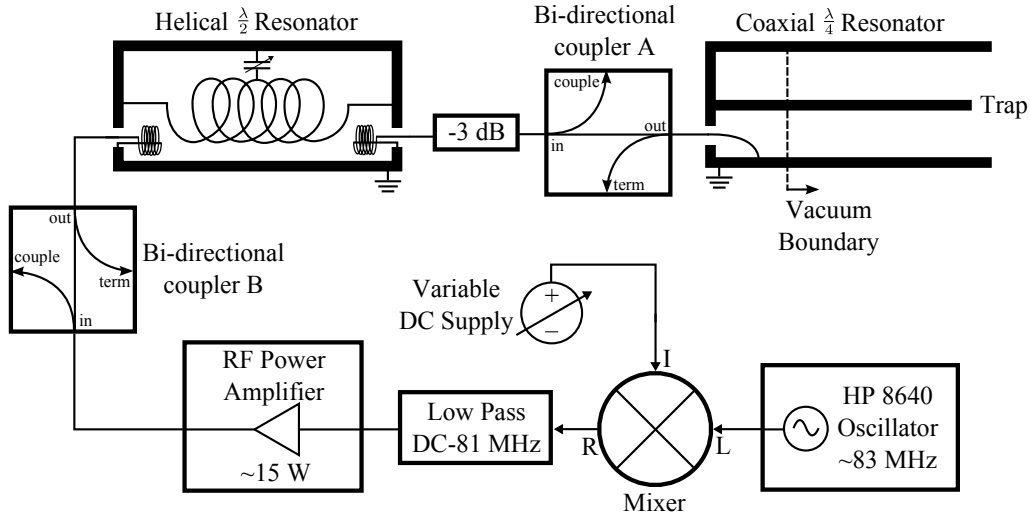 Helical λ/2 Resonator
Bi-directional
coupler A
Coaxial λ/4 Resonator
couple
-3 dB
in
out
term
Trap
Vacuum
Boundary
out
couple
term
in
Bi-directional
coupler B
Variable
DC Supply
+
−
I
RF Power
Amplifier
~15 W
Low Pass
DC-81 MHz
R
L
Mixer
HP 8640
Oscillator
~83 MHz